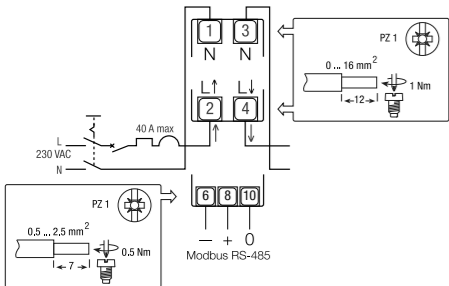 1 3
N N
PZ 1
0 ... 16 mm²
12
1 Nm
L L
2 4
40 A max
L
230 VAC
N
PZ 1
0.5 ... 2.5 mm²
7
0.5 Nm
6 8 10
– + 0
Modbus RS-485